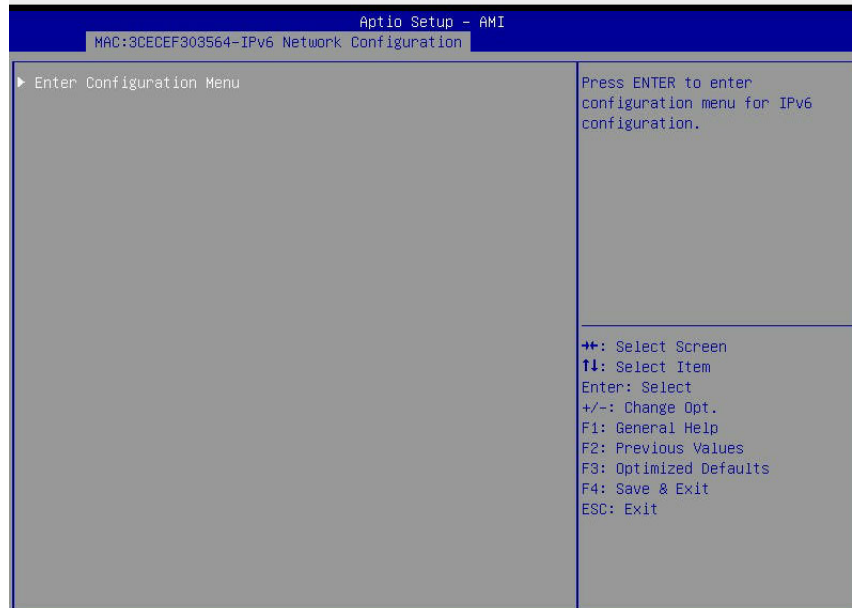 Aptio Setup – AMI
MAC:3CECEF303564-IPv6 Network Configuration
▶ Enter Configuration Menu
Press ENTER to enter
configuration menu for IPv6
configuration.
→←: Select Screen
↑↓: Select Item
Enter: Select
+/-: Change Opt.
F1: General Help
F2: Previous Values
F3: Optimized Defaults
F4: Save & Exit
ESC: Exit